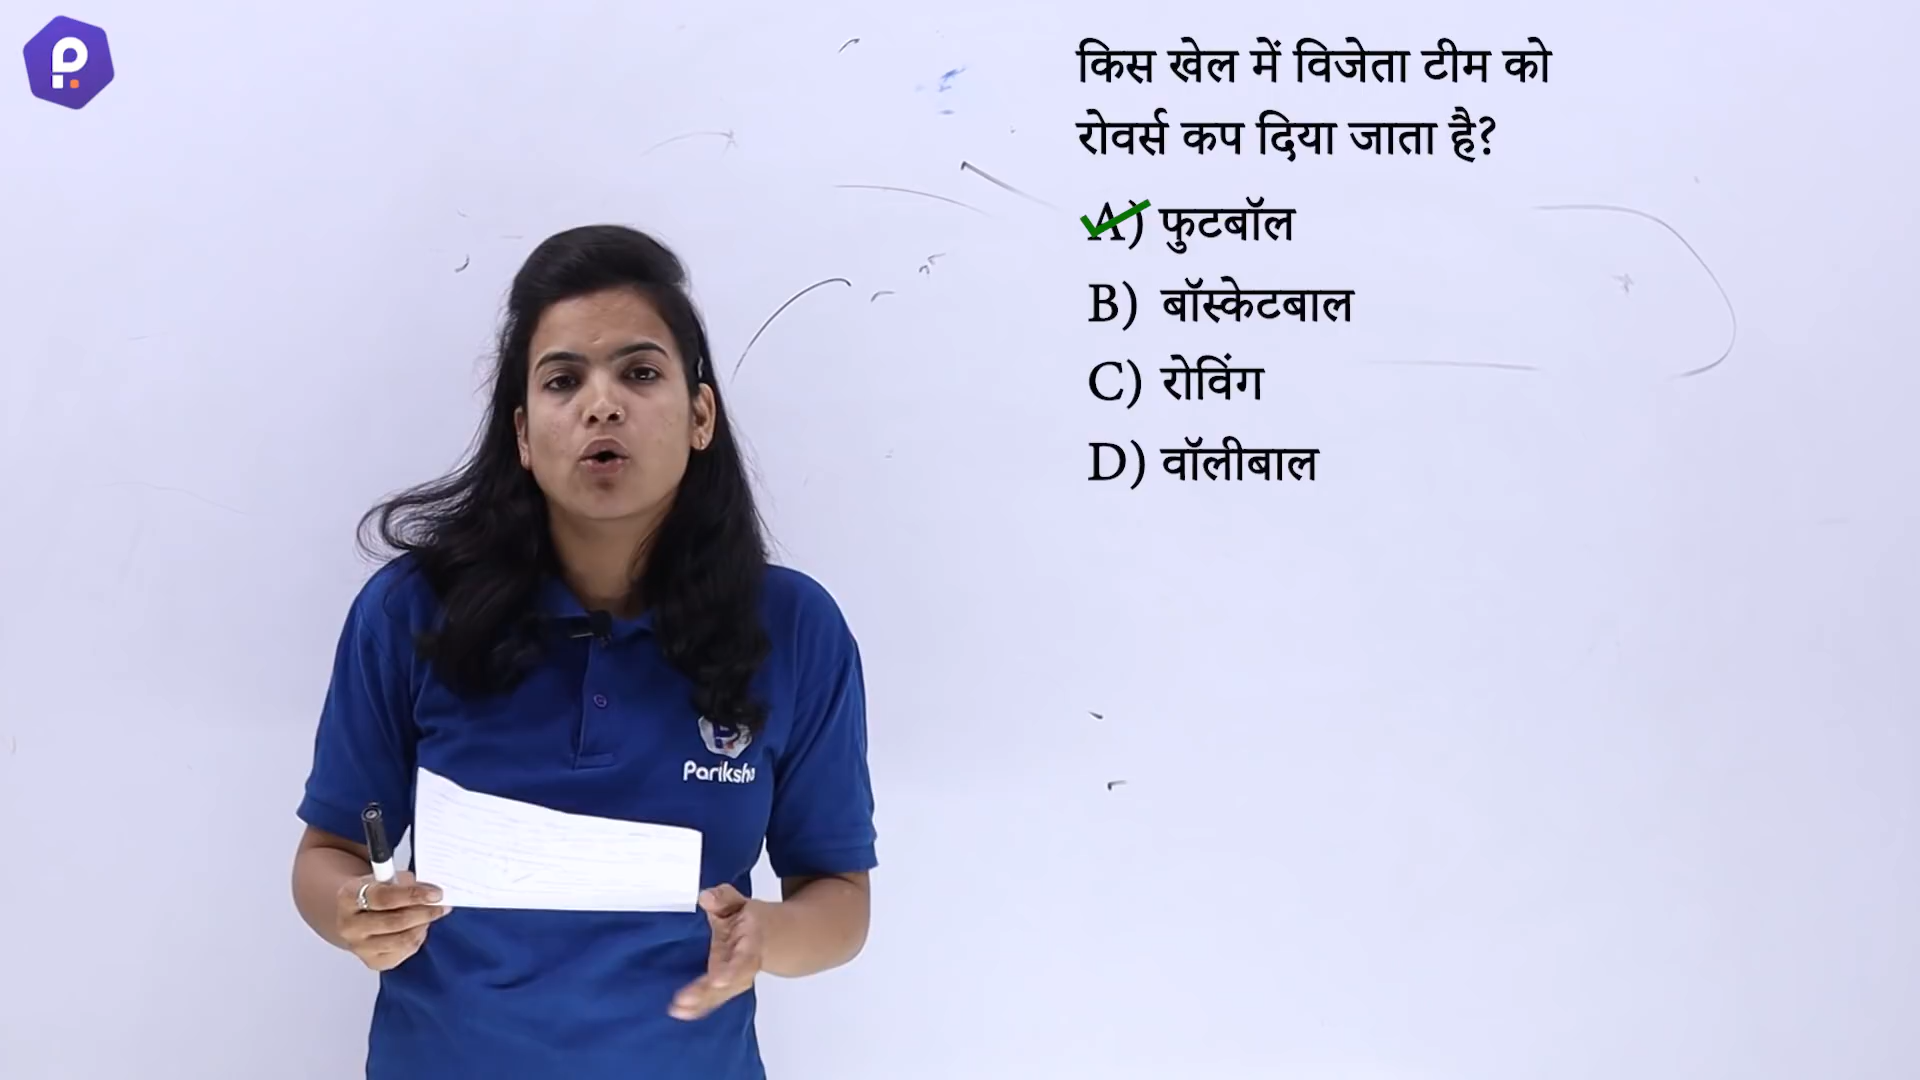 किस खेल में विजेता टीम को
रोवर्स कप दिया जाता है?
A) फुटबॉल
B) बॉस्केटबाल
C) रोविंग
D) वॉलीबाल
Pariksha